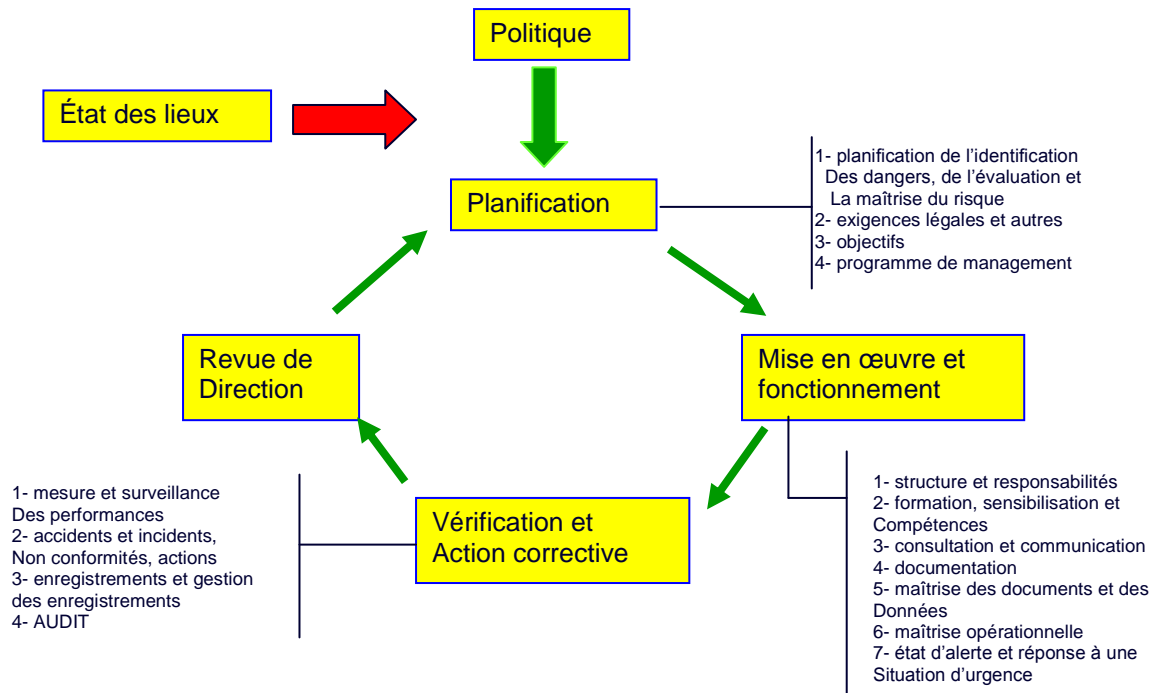 Politique
État des lieux
Planification
1- planification de l'identification
Des dangers, de l'évaluation et
La maîtrise du risque
2- exigences légales et autres
3- objectifs
4- programme de management
Revue de
Direction
Mise en œuvre et
fonctionnement
1- mesure et surveillance
Des performances
2- accidents et incidents,
Non conformités, actions
3- enregistrements et gestion
des enregistrements
4- AUDIT
Vérification et
Action corrective
1- structure et responsabilités
2- formation, sensibilisation et
Compétences
3- consultation et communication
4- documentation
5- maîtrise des documents et des
Données
6- maîtrise opérationnelle
7- état d'alerte et réponse à une
Situation d'urgence